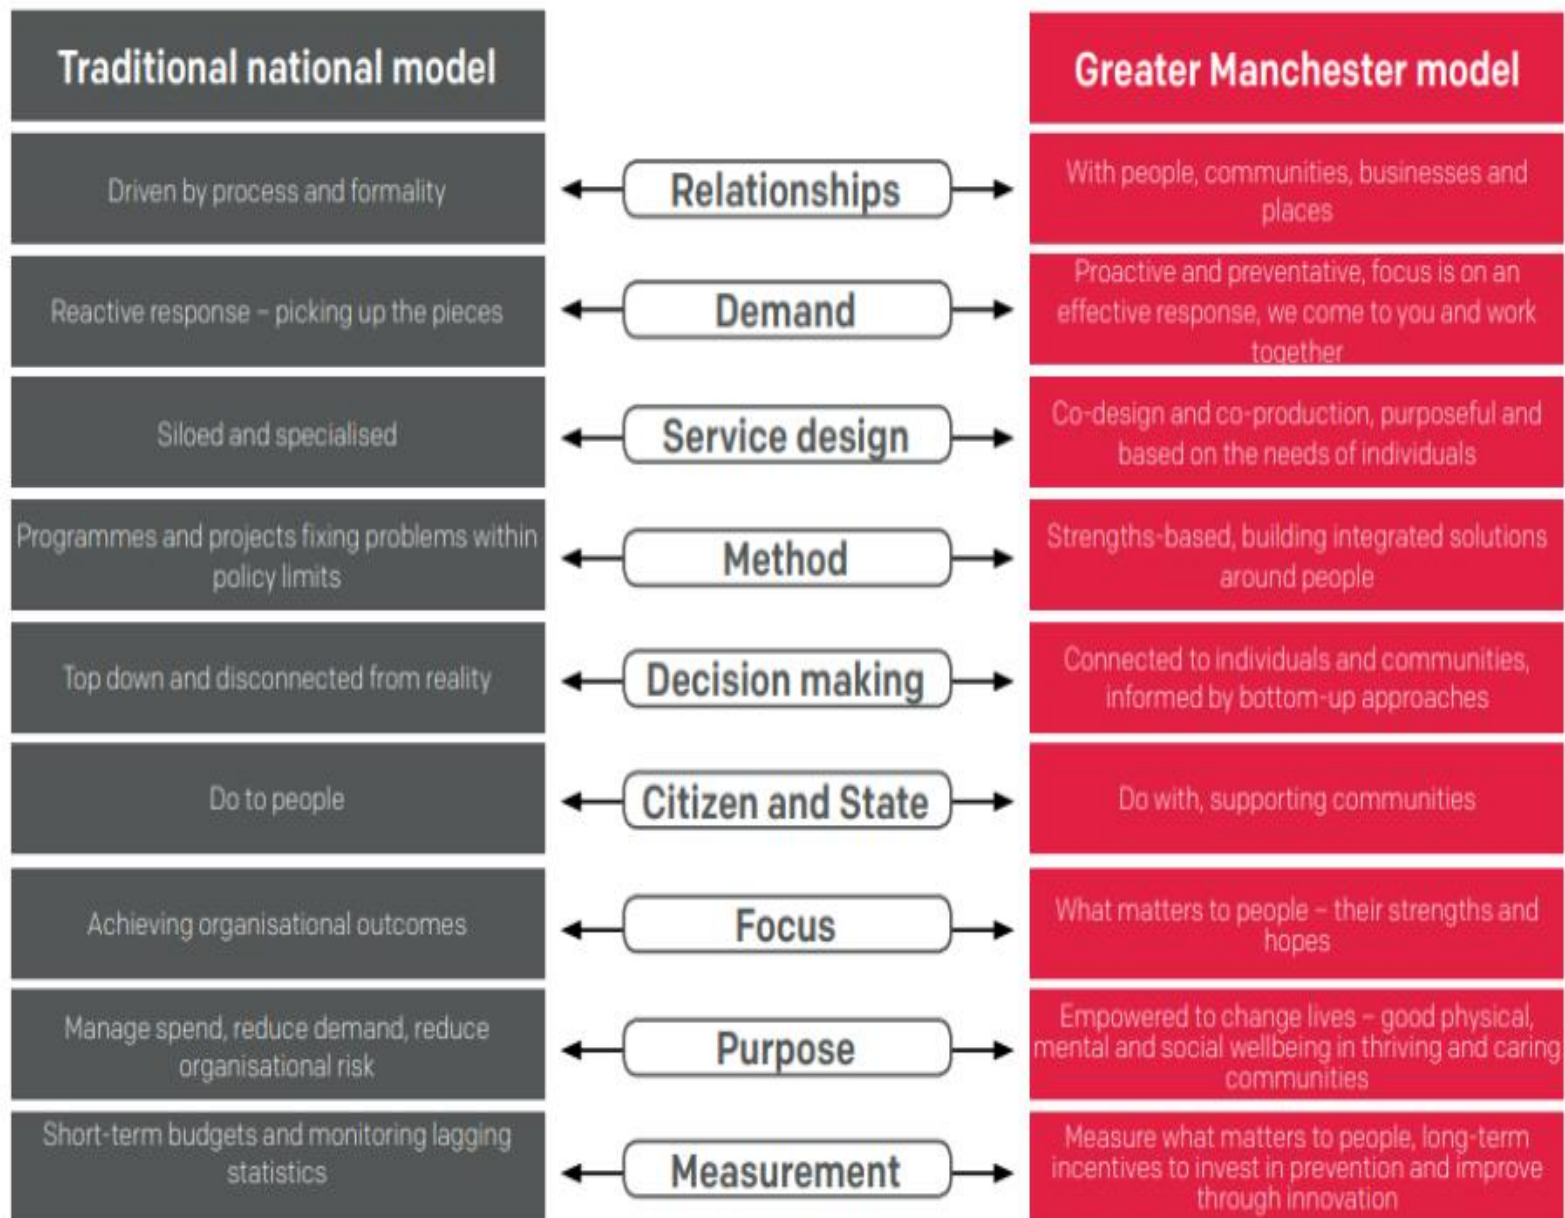 Traditional national model
Greater Manchester model
Driven by process and formality
Relationships
With people, communities, businesses and
places
Reactive response – picking up the pieces
Demand
Proactive and preventative, focus is on an
effective response, we come to you and work
together
Siloed and specialised
Service design
Co-design and co-production, purposeful and
based on the needs of individuals
Programmes and projects fixing problems within
policy limits
Method
Strengths-based, building integrated solutions
around people
Top down and disconnected from reality
Decision making
Connected to individuals and communities,
informed by bottom-up approaches
Do to people
Citizen and State
Do with, supporting communities
Achieving organisational outcomes
Focus
What matters to people – their strengths and
hopes
Manage spend, reduce demand, reduce
organisational risk
Purpose
Empowered to change lives – good physical,
mental and social wellbeing in thriving and caring
communities
Short-term budgets and monitoring lagging
statistics
Measurement
Measure what matters to people, long-term
incentives to invest in prevention and improve
through innovation